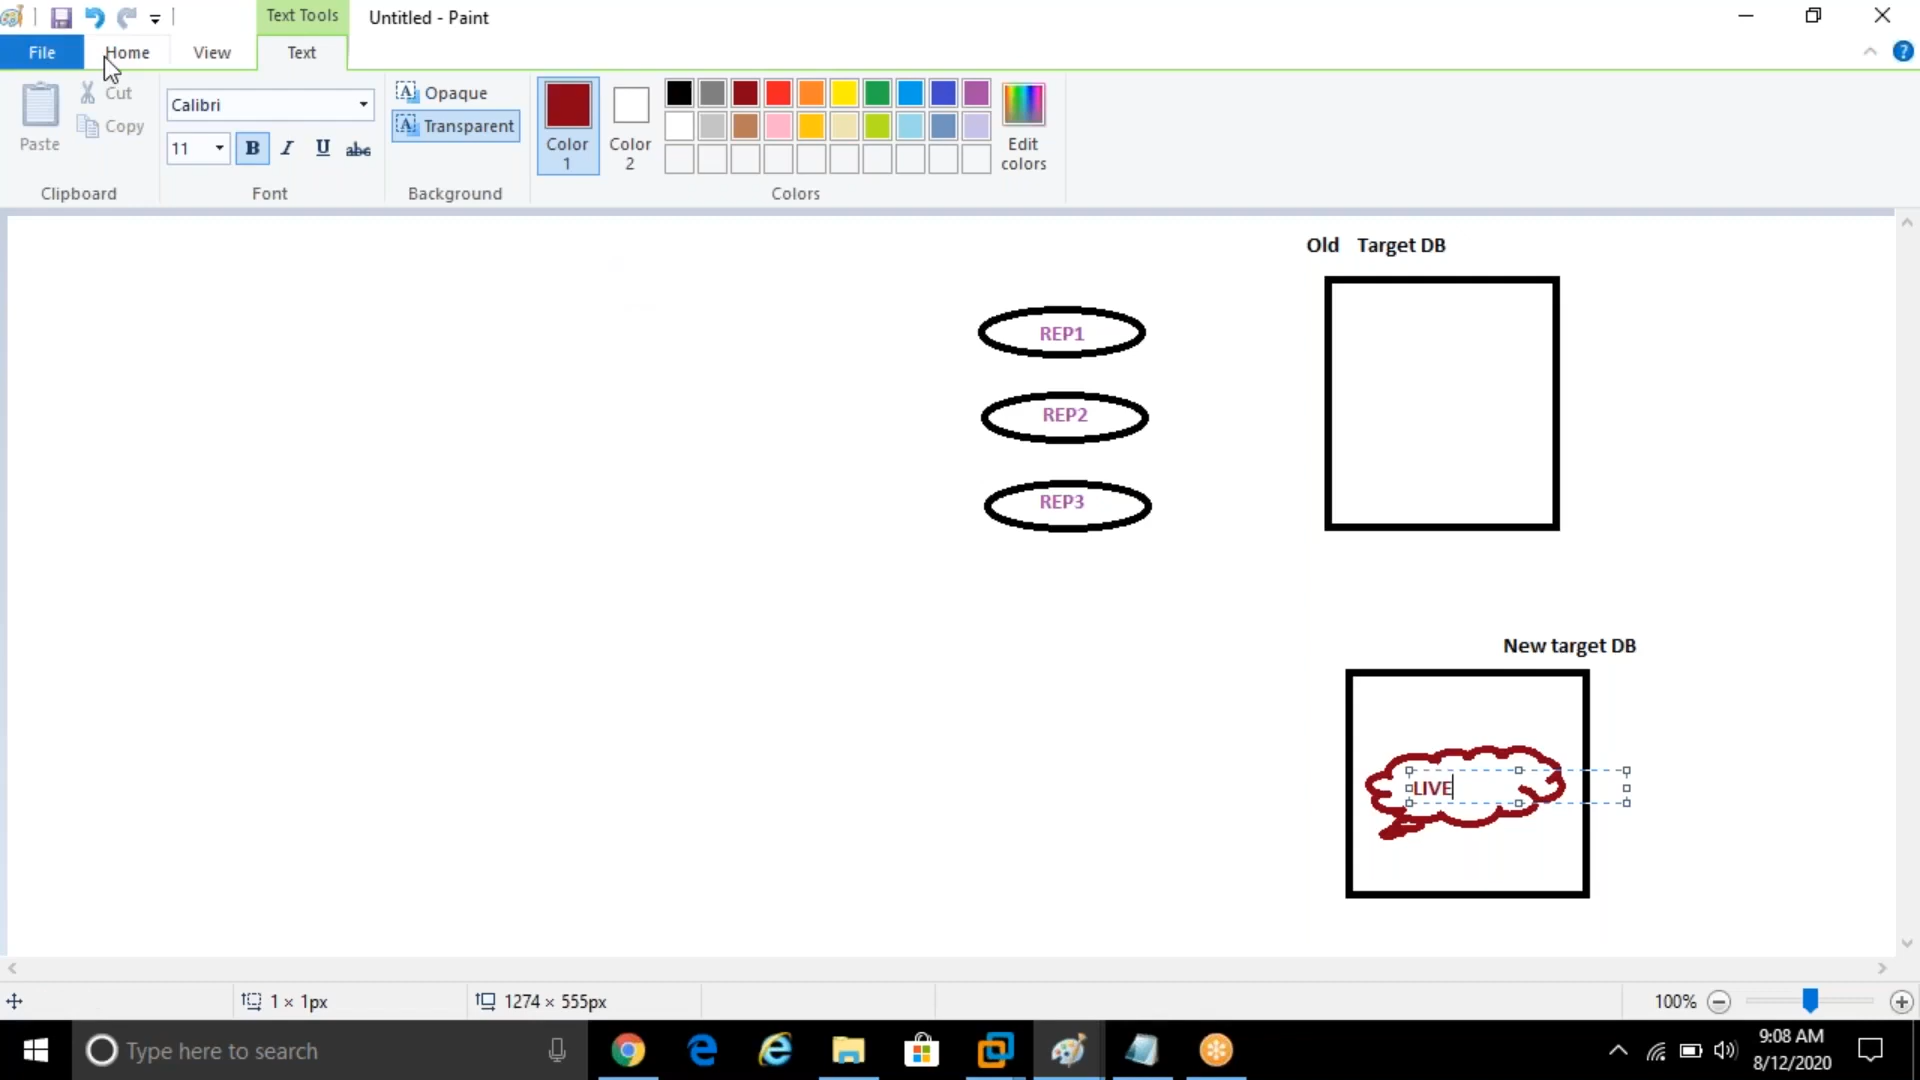 Text Tools
Untitled - Paint
File
Home
View
Text
Paste
Cut
Copy
Clipboard
Calibri
11
B
I
U
abc
Font
Opaque
Transparent
Background
Color
1
Color
2
Edit
colors
Colors
Old Target DB
REP1
REP2
REP3
New target DB
LIVE
1 × 1px
1274 × 555px
100%
Type here to search
9:08 AM
8/12/2020